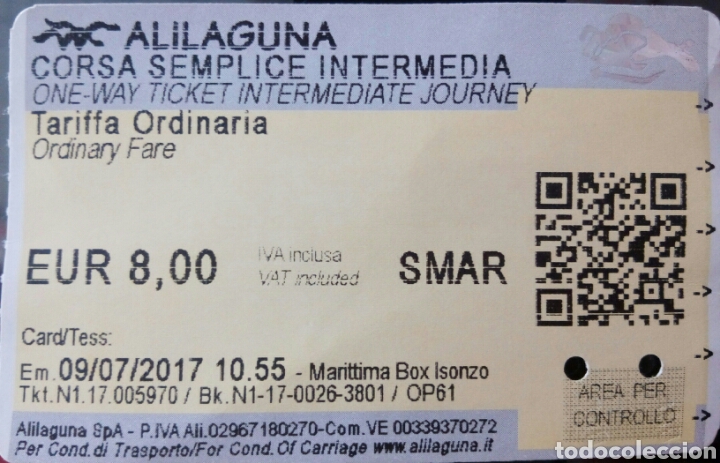 ALILAGUNA
CORSA SEMPLICE INTERMEDIA
ONE-WAY TICKET INTERMEDIATE JOURNEY
Tariffa Ordinaria
Ordinary Fare
EUR 8,00 IVA inclusa SMAR
VAT included
Card/Tess:
Em. 09/07/2017 10.55 - Marittima Box Isonzo
Tkt.N1.17.005970 / Bk.N1-17-0026-3801 / OP61
AREA PER
CONTROLLO
Alilaguna SpA - P.IVA Ali.02967180270-Com.VE 00339370272
Per Cond.di Trasporto/For Cond.Of Carriage www.alilaguna.it
todocoleccion